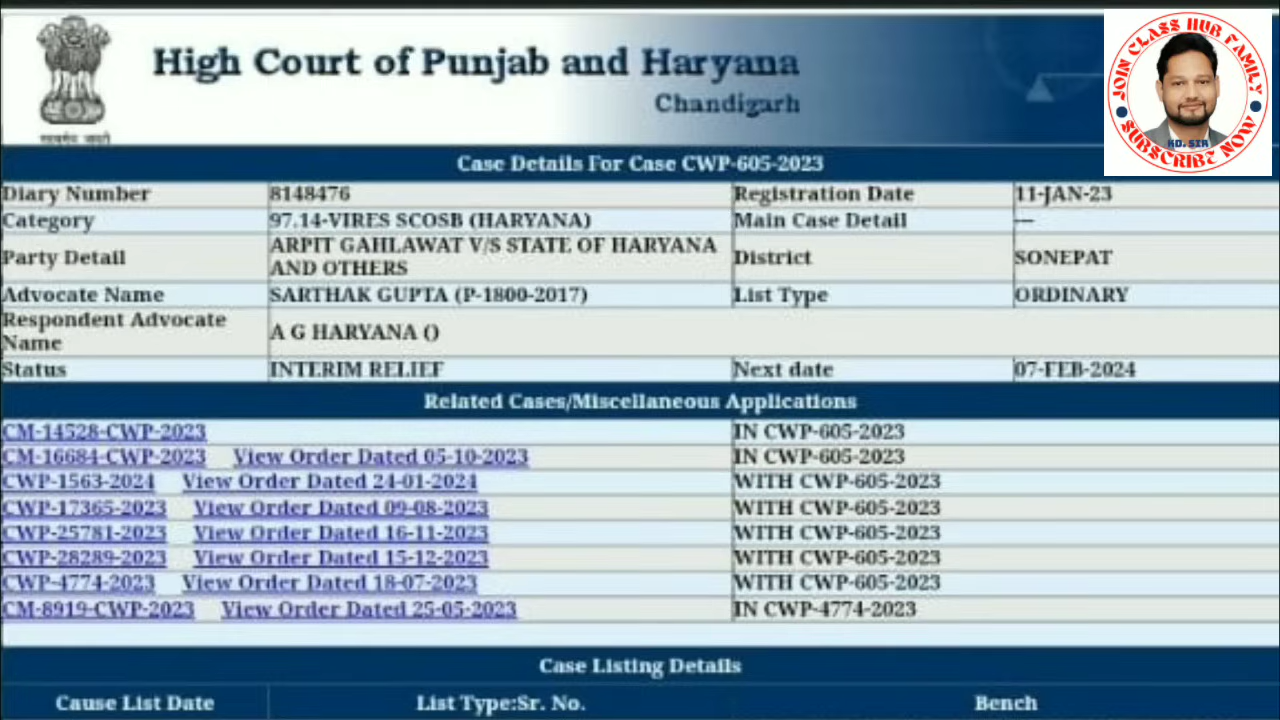 High Court of Punjab and Haryana
Chandigarh
JOIN CLASS HUB FAMILY
KD. SIR
SUBSCRIBT NOW
सत्यमेव जयते
Case Details For Case CWP-605-2023
Diary Number 8148476 Registration Date 11-JAN-23
Category 97.14-VIRES SCOSB (HARYANA) Main Case Detail ---
Party Detail ARPIT GAHLAWAT V/S STATE OF HARYANA AND OTHERS District SONEPAT
Advocate Name SARTHAK GUPTA (P-1800-2017) List Type ORDINARY
Respondent Advocate Name A G HARYANA ()
Status INTERIM RELIEF Next date 07-FEB-2024
Related Cases/Miscellaneous Applications
CM-14528-CWP-2023 IN CWP-605-2023
CM-16684-CWP-2023 View Order Dated 05-10-2023 IN CWP-605-2023
CWP-1563-2024 View Order Dated 24-01-2024 WITH CWP-605-2023
CWP-17365-2023 View Order Dated 09-08-2023 WITH CWP-605-2023
CWP-25781-2023 View Order Dated 16-11-2023 WITH CWP-605-2023
CWP-28289-2023 View Order Dated 15-12-2023 WITH CWP-605-2023
CWP-4774-2023 View Order Dated 18-07-2023 WITH CWP-605-2023
CM-8919-CWP-2023 View Order Dated 25-05-2023 IN CWP-4774-2023
Case Listing Details
Cause List Date List Type:Sr. No. Bench